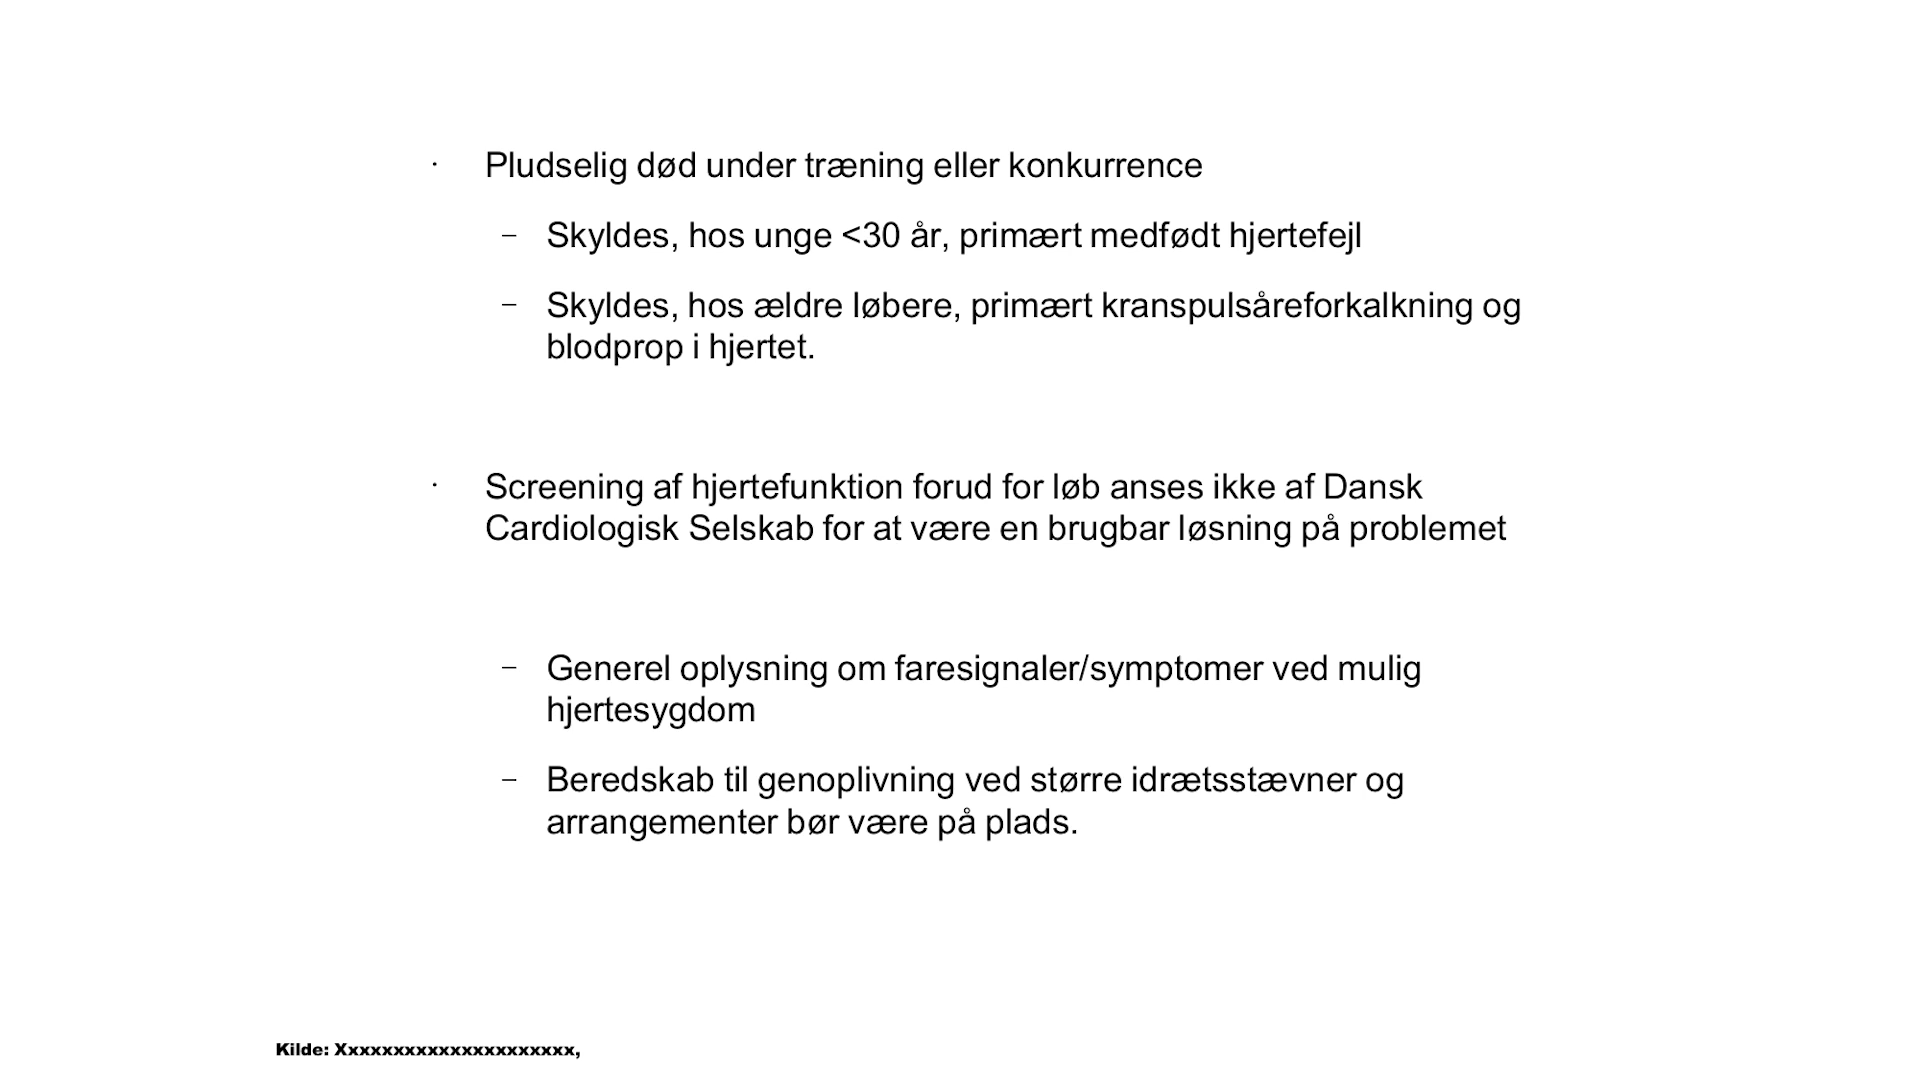 · Pludselig død under træning eller konkurrence
– Skyldes, hos unge <30 år, primært medfødt hjertefejl
– Skyldes, hos ældre løbere, primært kranspulsåreforkalkning og
blodprop i hjertet.
· Screening af hjertefunktion forud for løb anses ikke af Dansk
Cardiologisk Selskab for at være en brugbar løsning på problemet
– Generel oplysning om faresignaler/symptomer ved mulig
hjertesygdom
– Beredskab til genoplivning ved større idrætsstævner og
arrangementer bør være på plads.
Kilde: Xxxxxxxxxxxxxxxxxxxxxx,